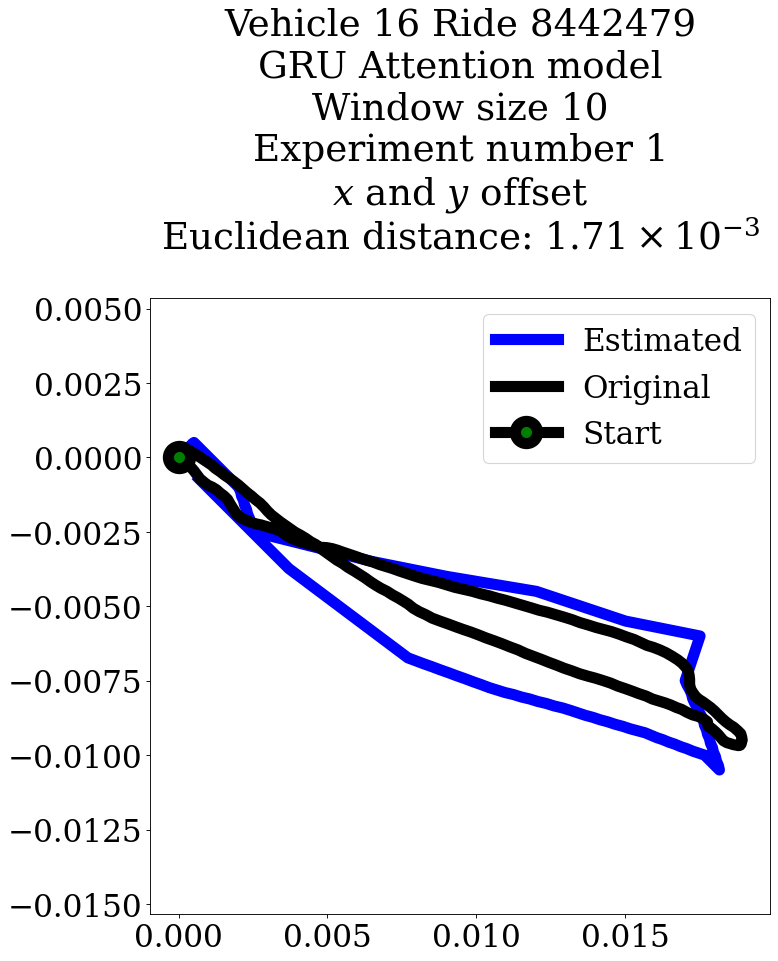 Vehicle 16 Ride 8442479
GRU Attention model
Window size 10
Experiment number 1
x and y offset
Euclidean distance: 1.71 × 10⁻³
0.0050
0.0025
0.0000
−0.0025
−0.0050
−0.0075
−0.0100
−0.0125
−0.0150
Estimated
Original
Start
0.000 0.005 0.010 0.015